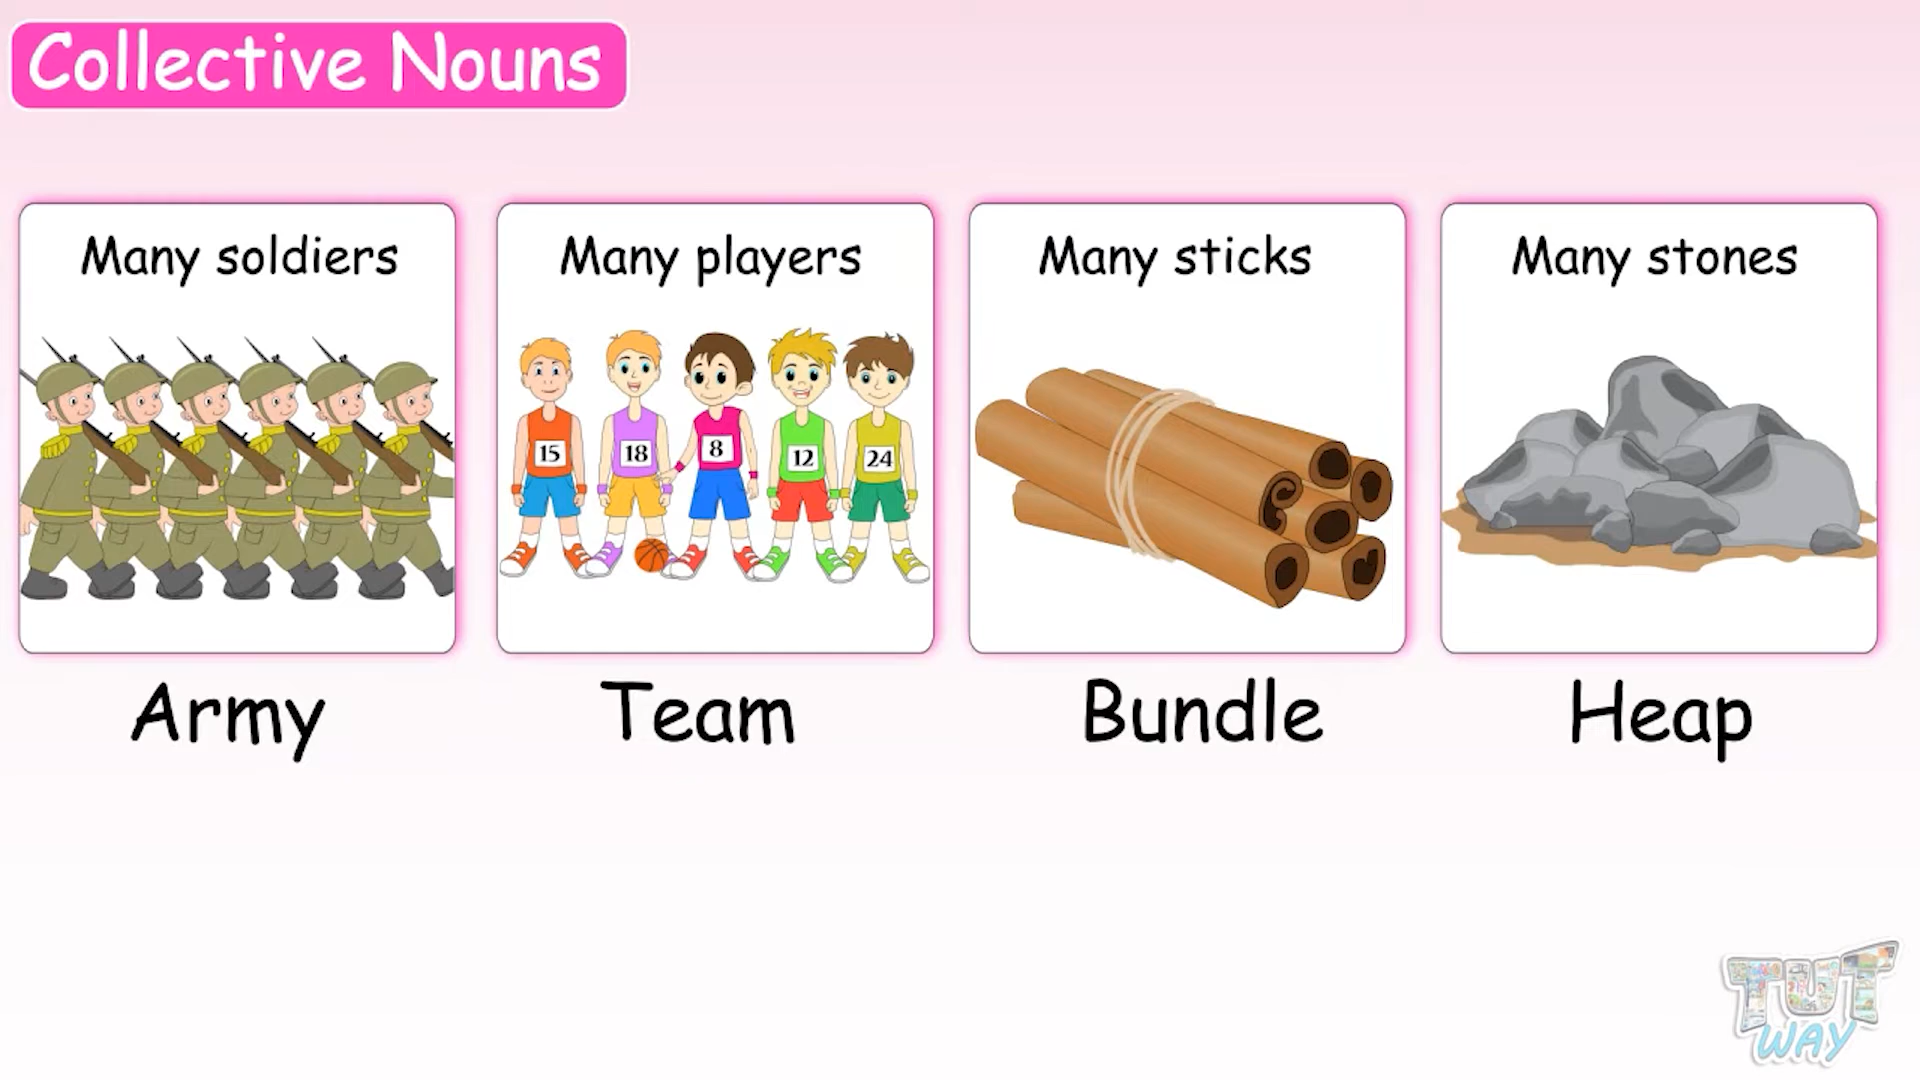 Collective Nouns
Many soldiers
Many players
Many sticks
Many stones
15
18
8
12
24
Army
Team
Bundle
Heap
TUT
WAY